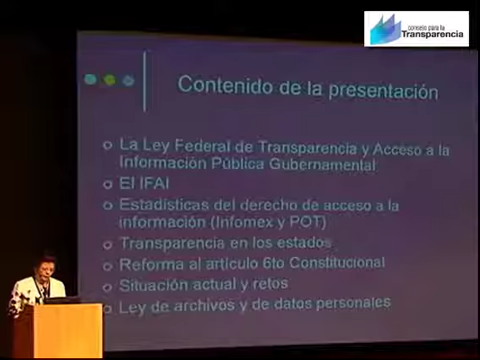 consejo para la
Transparencia
Contenido de la presentación
La Ley Federal de Transparencia y Acceso a la
Información Pública Gubernamental
El IFAI
Estadísticas del derecho de acceso a la
información (Infomex y POT)
Transparencia en los estados
Reforma al artículo 6to Constitucional
Situación actual y retos
Ley de archivos y de datos personales